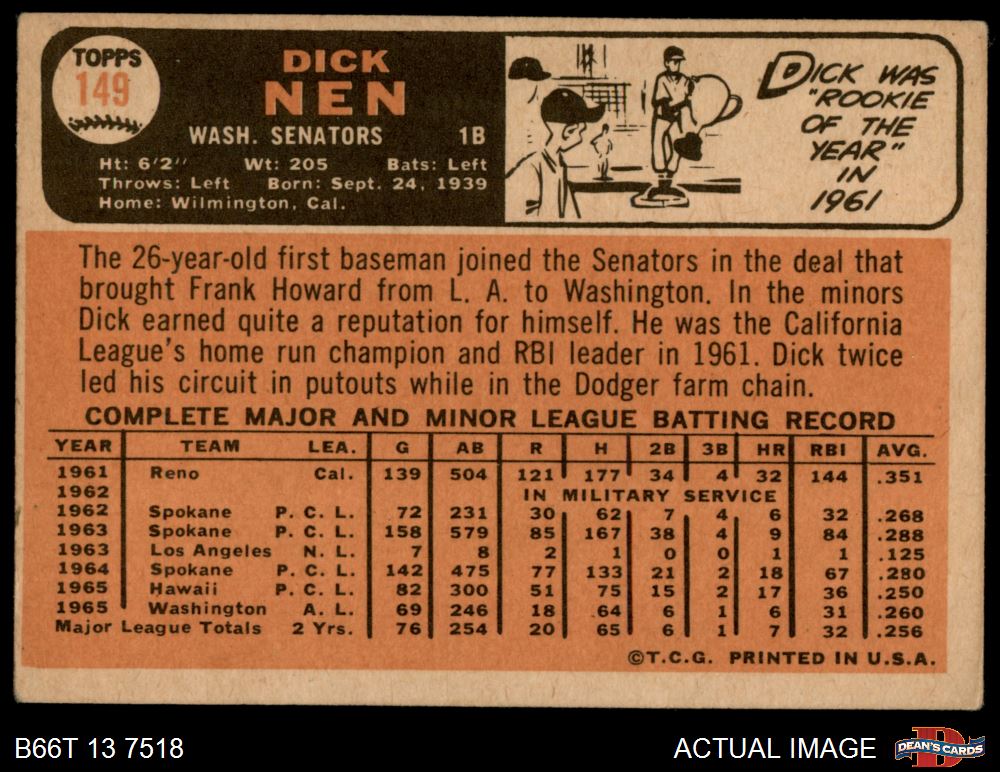 TOPPS
149
DICK
NEN
WASH. SENATORS 1B
Ht: 6'2" Wt: 205 Bats: Left
Throws: Left Born: Sept. 24, 1939
Home: Wilmington, Cal.
DICK WAS
"ROOKIE
OF THE
YEAR"
IN
1961
The 26-year-old first baseman joined the Senators in the deal that
brought Frank Howard from L. A. to Washington. In the minors
Dick earned quite a reputation for himself. He was the California
League's home run champion and RBI leader in 1961. Dick twice
led his circuit in putouts while in the Dodger farm chain.
COMPLETE MAJOR AND MINOR LEAGUE BATTING RECORD
YEAR TEAM LEA. G AB R H 2B 3B HR RBI AVG.
1961 Reno Cal. 139 504 121 177 34 4 32 144 .351
1962 IN MILITARY SERVICE
1962 Spokane P. C. L. 72 231 30 62 7 4 6 32 .268
1963 Spokane P. C. L. 158 579 85 167 38 4 9 84 .288
1963 Los Angeles N. L. 7 8 2 1 0 0 1 1 .125
1964 Spokane P. C. L. 142 475 77 133 21 2 18 67 .280
1965 Hawaii P. C. L. 82 300 51 75 15 2 17 36 .250
1965 Washington A. L. 69 246 18 64 6 1 6 31 .260
Major League Totals 2 Yrs. 76 254 20 65 6 1 7 32 .256
©T.C.G. PRINTED IN U.S.A.
B66T 13 7518
ACTUAL IMAGE
DEAN'S CARDS